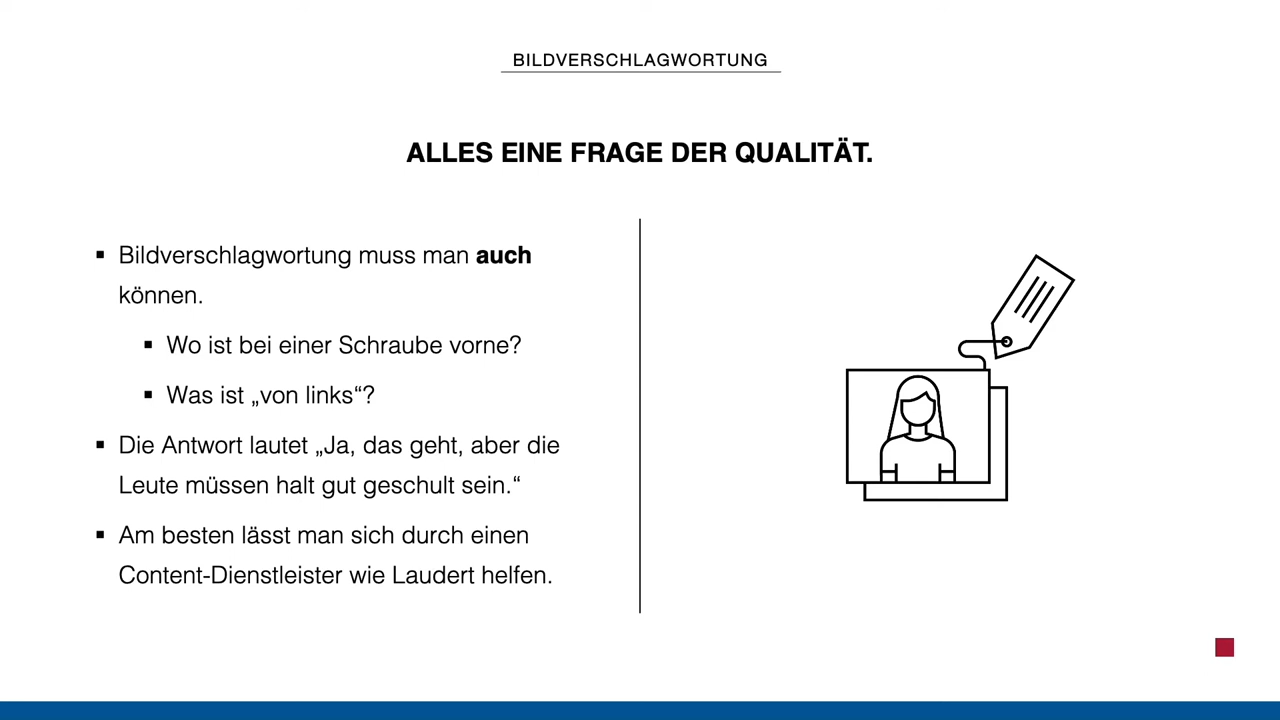 BILDVERSCHLAGWORTUNG
ALLES EINE FRAGE DER QUALITÄT.
▪ Bildverschlagwortung muss man auch
können.
▪ Wo ist bei einer Schraube vorne?
▪ Was ist „von links“?
▪ Die Antwort lautet „Ja, das geht, aber die
Leute müssen halt gut geschult sein.“
▪ Am besten lässt man sich durch einen
Content-Dienstleister wie Laudert helfen.